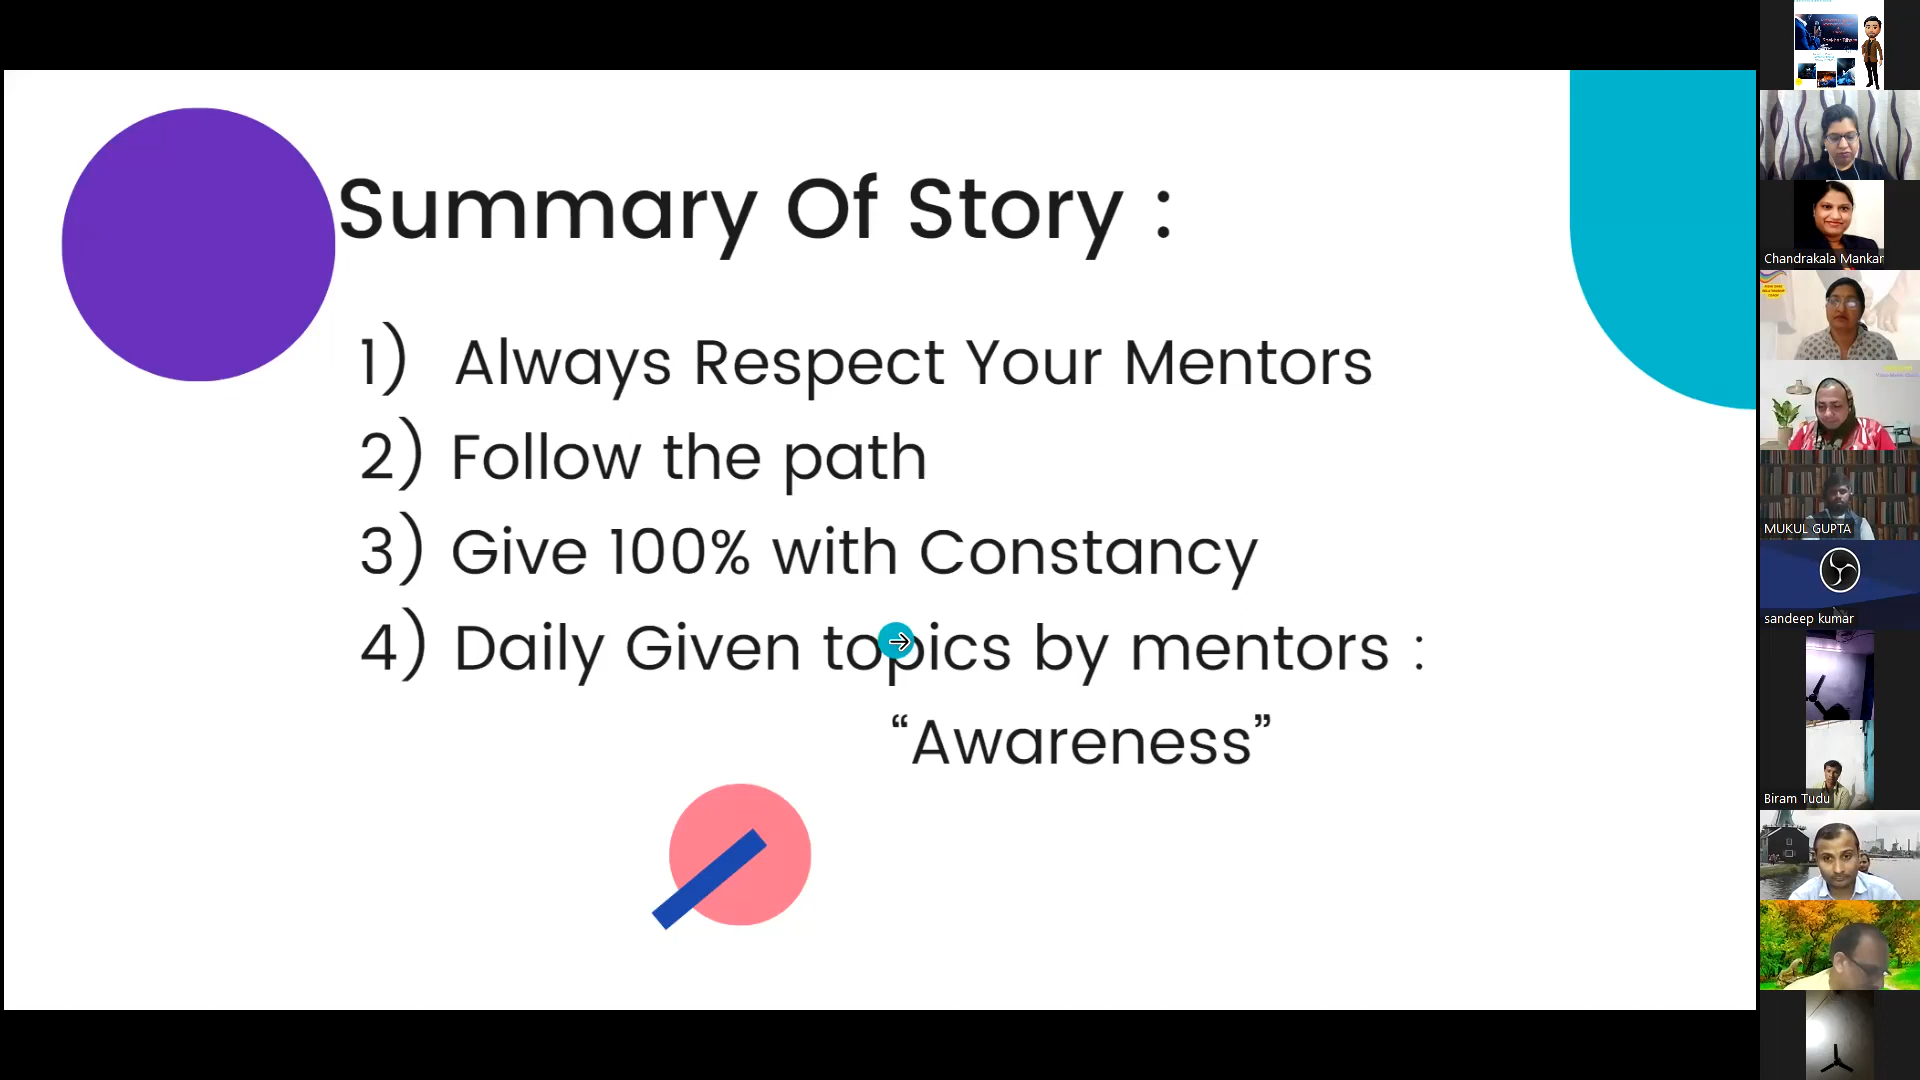 Summary Of Story :
1) Always Respect Your Mentors
2) Follow the path
3) Give 100% with Constancy
4) Daily Given topics by mentors :
“Awareness”
Chandrakala Mankar
MUKUL GUPTA
sandeep kumar
Biram Tudu